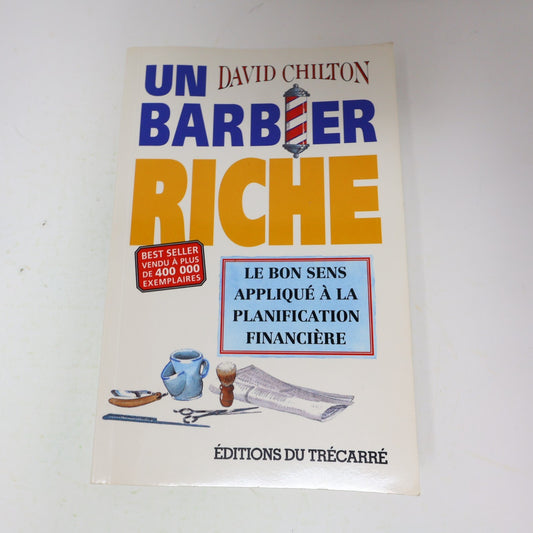 DAVID CHILTON
UN
BARBIER
RICHE
BEST SELLER
VENDU À PLUS
DE 400 000
EXEMPLAIRES
LE BON SENS
APPLIQUÉ À LA
PLANIFICATION
FINANCIÈRE
ÉDITIONS DU TRÉCARRÉ